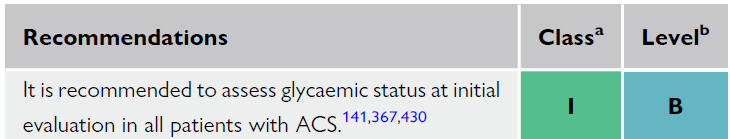 Recommendations Classᵃ Levelᵇ
It is recommended to assess glycaemic status at initial
evaluation in all patients with ACS.¹⁴¹,³⁶⁷,⁴³⁰ I B